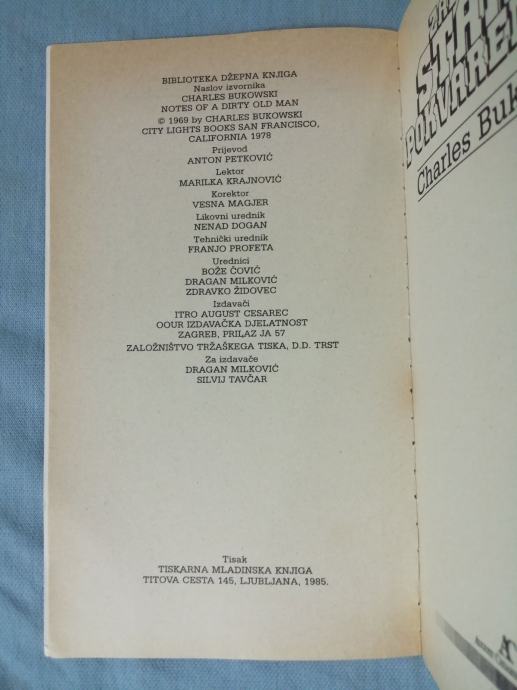 BIBLIOTEKA DŽEPNA KNJIGA
Naslov izvornika
CHARLES BUKOWSKI
NOTES OF A DIRTY OLD MAN
© 1969 by CHARLES BUKOWSKI
CITY LIGHTS BOOKS SAN FRANCISCO,
CALIFORNIA 1978
Prijevod
ANTON PETKOVIĆ
Lektor
MARILKA KRAJNOVIĆ
Korektor
VESNA MAGJER
Likovni urednik
NENAD DOGAN
Tehnički urednik
FRANJO PROFETA
Urednici
BOŽE ČOVIĆ
DRAGAN MILKOVIĆ
ZDRAVKO ŽIDOVEC
Izdavači
ITRO AUGUST CESAREC
OOUR IZDAVAČKA DJELATNOST
ZAGREB, PRILAZ JA 57
ZALOŽNIŠTVO TRŽAŠKEGA TISKA, D.D. TRST
Za izdavače
DRAGAN MILKOVIĆ
SILVIJ TAVČAR
Tisak
TISKARNA MLADINSKA KNJIGA
TITOVA CESTA 145, LJUBLJANA, 1985.
STAR
POKVAREN
Charles Buk